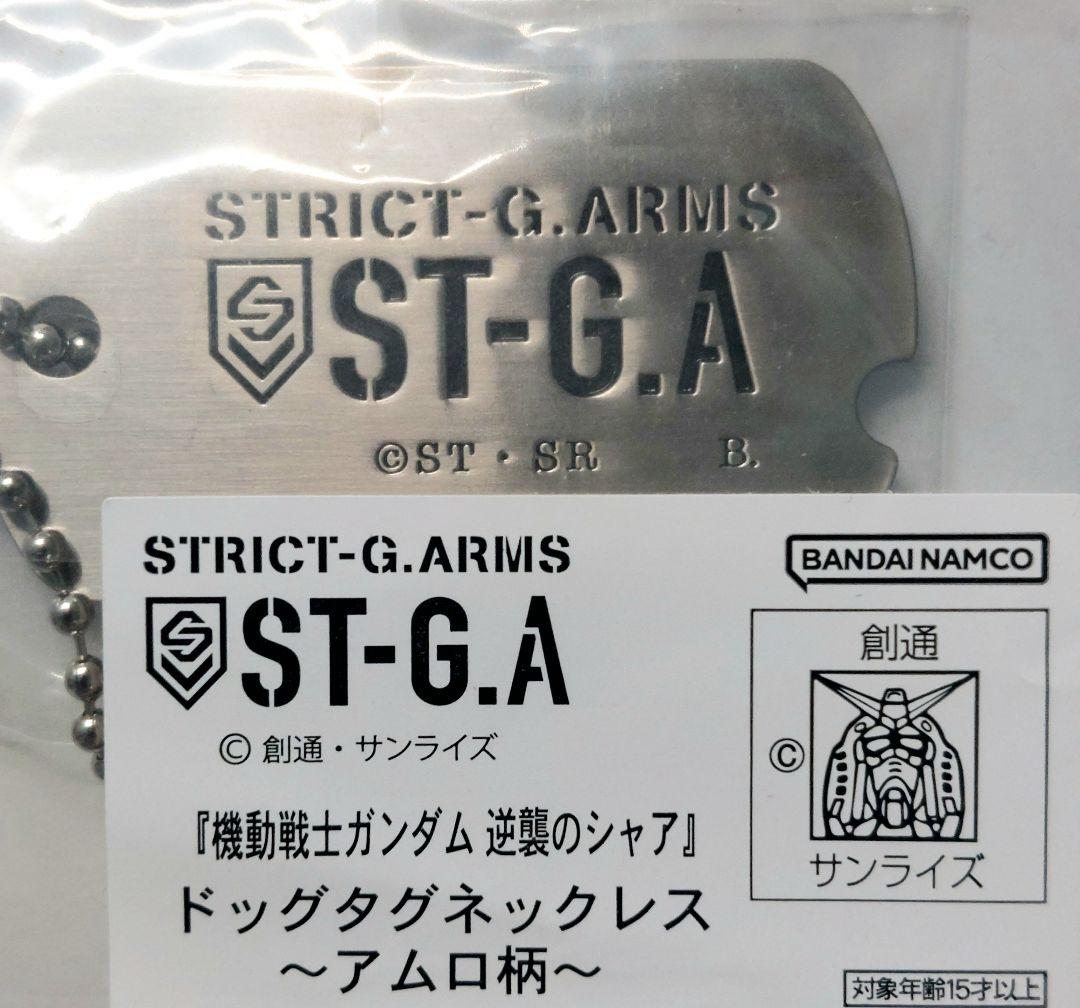 STRICT-G.ARMS
ST-G.A
©ST・SR B.
STRICT-G.ARMS
ST-G.A
© 創通・サンライズ
『機動戦士ガンダム 逆襲のシャア』
ドッグタグネックレス
～アムロ柄～
BANDAI NAMCO
創通
©
サンライズ
対象年齢15才以上